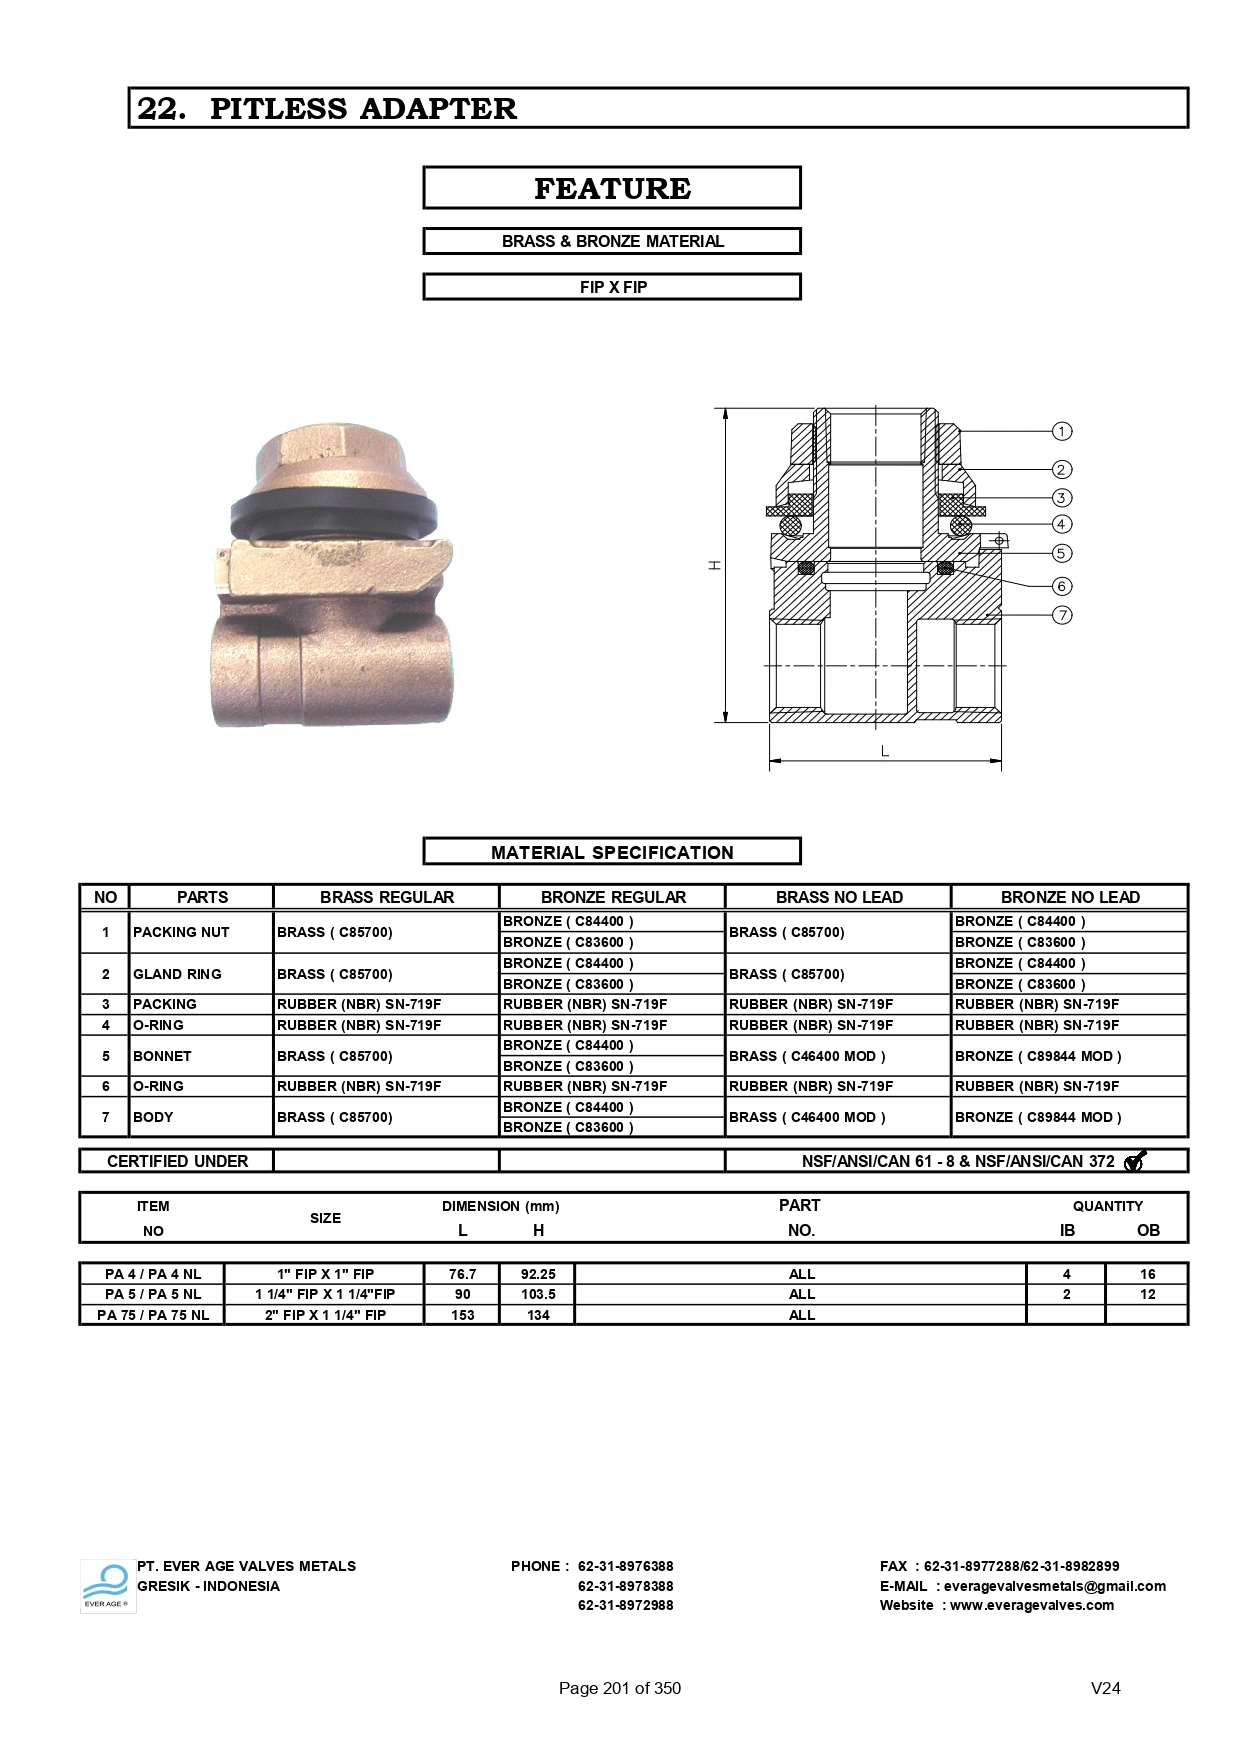 22. PITLESS ADAPTER
FEATURE
BRASS & BRONZE MATERIAL
FIP X FIP
1
2
3
4
5
6
7
H
L
MATERIAL SPECIFICATION
NO PARTS BRASS REGULAR BRONZE REGULAR BRASS NO LEAD BRONZE NO LEAD
1 PACKING NUT BRASS ( C85700) BRONZE ( C84400 ) BRASS ( C85700) BRONZE ( C84400 )
BRONZE ( C83600 ) BRONZE ( C83600 )
2 GLAND RING BRASS ( C85700) BRONZE ( C84400 ) BRASS ( C85700) BRONZE ( C84400 )
BRONZE ( C83600 ) BRONZE ( C83600 )
3 PACKING RUBBER (NBR) SN-719F RUBBER (NBR) SN-719F RUBBER (NBR) SN-719F RUBBER (NBR) SN-719F
4 O-RING RUBBER (NBR) SN-719F RUBBER (NBR) SN-719F RUBBER (NBR) SN-719F RUBBER (NBR) SN-719F
5 BONNET BRASS ( C85700) BRONZE ( C84400 ) BRASS ( C46400 MOD ) BRONZE ( C89844 MOD )
BRONZE ( C83600 )
6 O-RING RUBBER (NBR) SN-719F RUBBER (NBR) SN-719F RUBBER (NBR) SN-719F RUBBER (NBR) SN-719F
7 BODY BRASS ( C85700) BRONZE ( C84400 ) BRASS ( C46400 MOD ) BRONZE ( C89844 MOD )
BRONZE ( C83600 )
CERTIFIED UNDER NSF/ANSI/CAN 61 - 8 & NSF/ANSI/CAN 372
ITEM SIZE DIMENSION (mm) PART QUANTITY
NO L H NO. IB OB
PA 4 / PA 4 NL 1" FIP X 1" FIP 76.7 92.25 ALL 4 16
PA 5 / PA 5 NL 1 1/4" FIP X 1 1/4"FIP 90 103.5 ALL 2 12
PA 75 / PA 75 NL 2" FIP X 1 1/4" FIP 153 134 ALL
EVER AGE ®
PT. EVER AGE VALVES METALS PHONE : 62-31-8976388 FAX : 62-31-8977288/62-31-8982899
GRESIK - INDONESIA 62-31-8978388 E-MAIL : everagevalvesmetals@gmail.com
62-31-8972988 Website : www.everagevalves.com
Page 201 of 350 V24